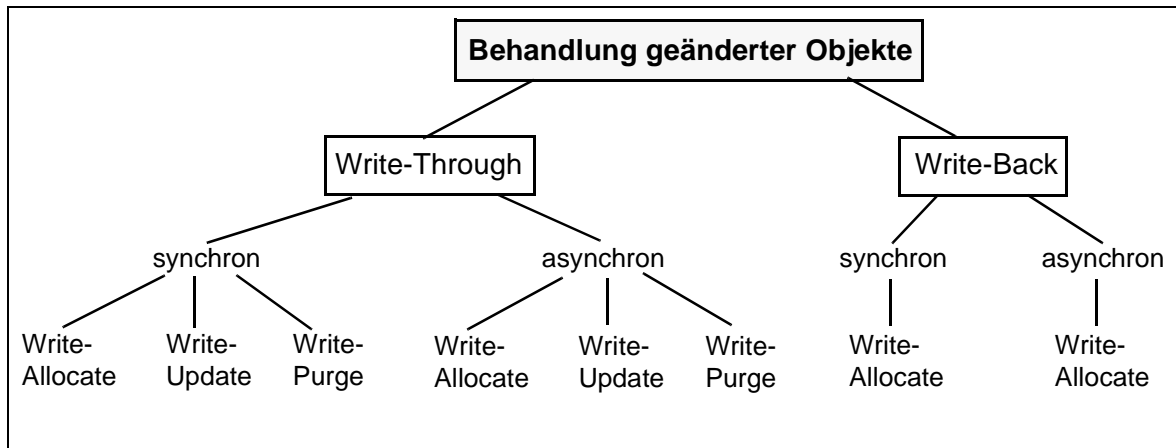 Behandlung geänderter Objekte
Write-Through
Write-Back
synchron
asynchron
synchron
asynchron
Write-
Allocate
Write-
Update
Write-
Purge
Write-
Allocate
Write-
Update
Write-
Purge
Write-
Allocate
Write-
Allocate